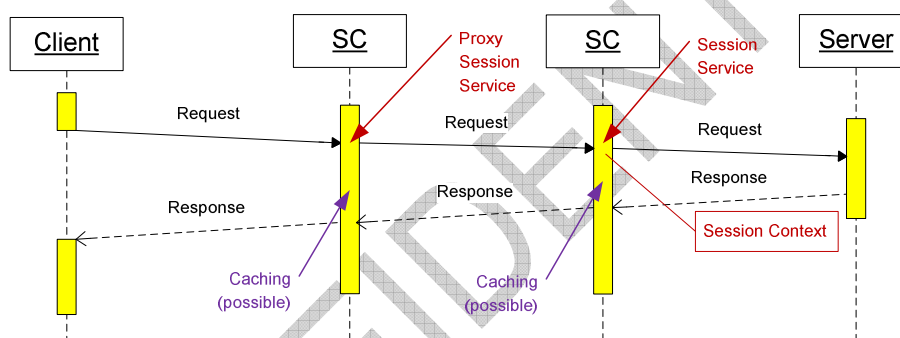 Client
SC
SC
Server
Proxy
Session
Service
Session
Service
Request
Request
Request
Response
Response
Response
Session Context
Caching
(possible)
Caching
(possible)
IDENT